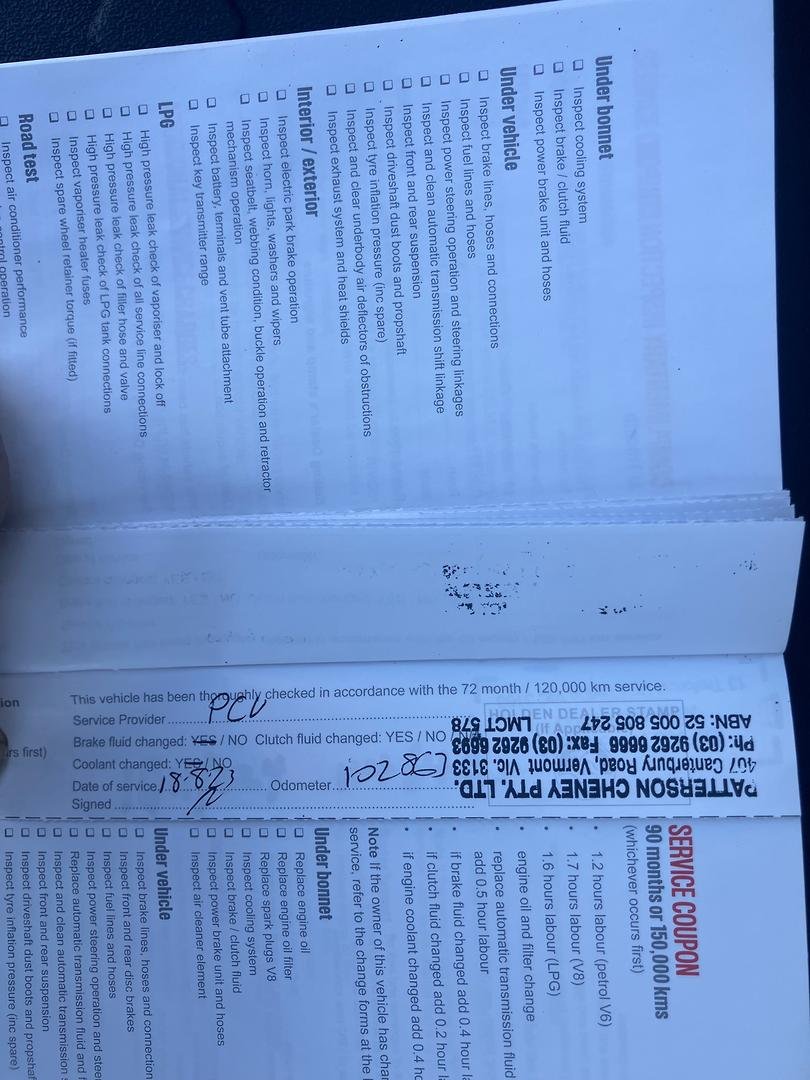 Under bonnet
❑ Inspect cooling system
❑ Inspect brake / clutch fluid
❑ Inspect power brake unit and hoses
Under vehicle
❑ Inspect brake lines, hoses and connections
❑ Inspect fuel lines and hoses
❑ Inspect power steering operation and steering linkages
❑ Inspect and clean automatic transmission shift linkage
❑ Inspect front and rear suspension
❑ Inspect driveshaft dust boots and propshaft
❑ Inspect tyre inflation pressure (inc spare)
❑ Inspect and clear underbody air deflectors of obstructions
❑ Inspect exhaust system and heat shields
Interior / exterior
❑ Inspect electric park brake operation
❑ Inspect horn, lights, washers and wipers
❑ Inspect seatbelt, webbing condition, buckle operation and retractor
mechanism operation
❑ Inspect battery, terminals and vent tube attachment
❑ Inspect key transmitter range
LPG
❑ High pressure leak check of vaporiser and lock off
❑ High pressure leak check of all service line connections
❑ High pressure leak check of filler hose and valve
❑ High pressure leak check of LPG tank connections
❑ Inspect vaporiser heater fuses
❑ Inspect spare wheel retainer torque (if fitted)
Road test
❑ Inspect air conditioner performance
control operation
ion
rs first)
This vehicle has been thoroughly checked in accordance with the 72 month / 120,000 km service.
Service Provider PCV
Brake fluid changed: YES / NO Clutch fluid changed: YES / NO
Coolant changed: YES / NO
Date of service 18.8.23 Odometer 102867
Signed
HOLDEN DEALER STAMP
(If Applicable)
PATTERSON CHENEY PTY. LTD.
407 Canterbury Road, Vermont Vic. 3133
Ph: (03) 9262 6666 Fax: (03) 9262 6693
ABN: 52 005 805 247 LMCT 578
SERVICE COUPON
90 months or 150,000 kms
(whichever occurs first)
• 1.2 hours labour (petrol V6)
• 1.7 hours labour (V8)
• 1.6 hours labour (LPG)
• engine oil and filter change
• replace automatic transmission fluid
add 0.5 hour labour
• if brake fluid changed add 0.4 hour
• if clutch fluid changed add 0.2 hour
• if engine coolant changed add 0.4
Note If the owner of this vehicle has
service, refer to the change forms at the
Under bonnet
❑ Replace engine oil
❑ Replace engine oil filter
❑ Replace spark plugs V8
❑ Inspect cooling system
❑ Inspect brake / clutch fluid
❑ Inspect power brake unit and hoses
❑ Inspect air cleaner element
Under vehicle
❑ Inspect brake lines, hoses and connection
❑ Inspect front and rear disc brakes
❑ Inspect fuel lines and hoses
❑ Inspect power steering operation and
❑ Replace automatic transmission fluid and
❑ Inspect and clean automatic transmission
❑ Inspect front and rear suspension
❑ Inspect driveshaft dust boots and
❑ Inspect tyre inflation pressure (inc spare)